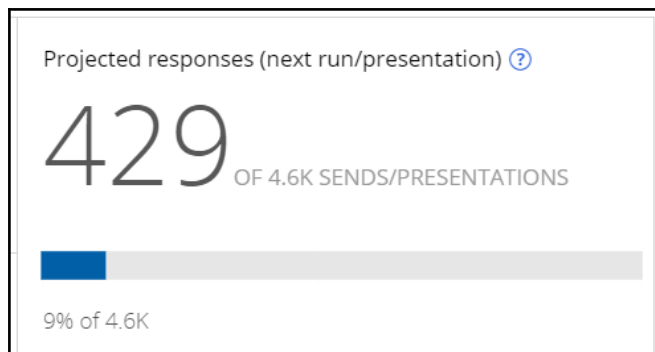 Projected responses (next run/presentation) ?
429 OF 4.6K SENDS/PRESENTATIONS
9% of 4.6K